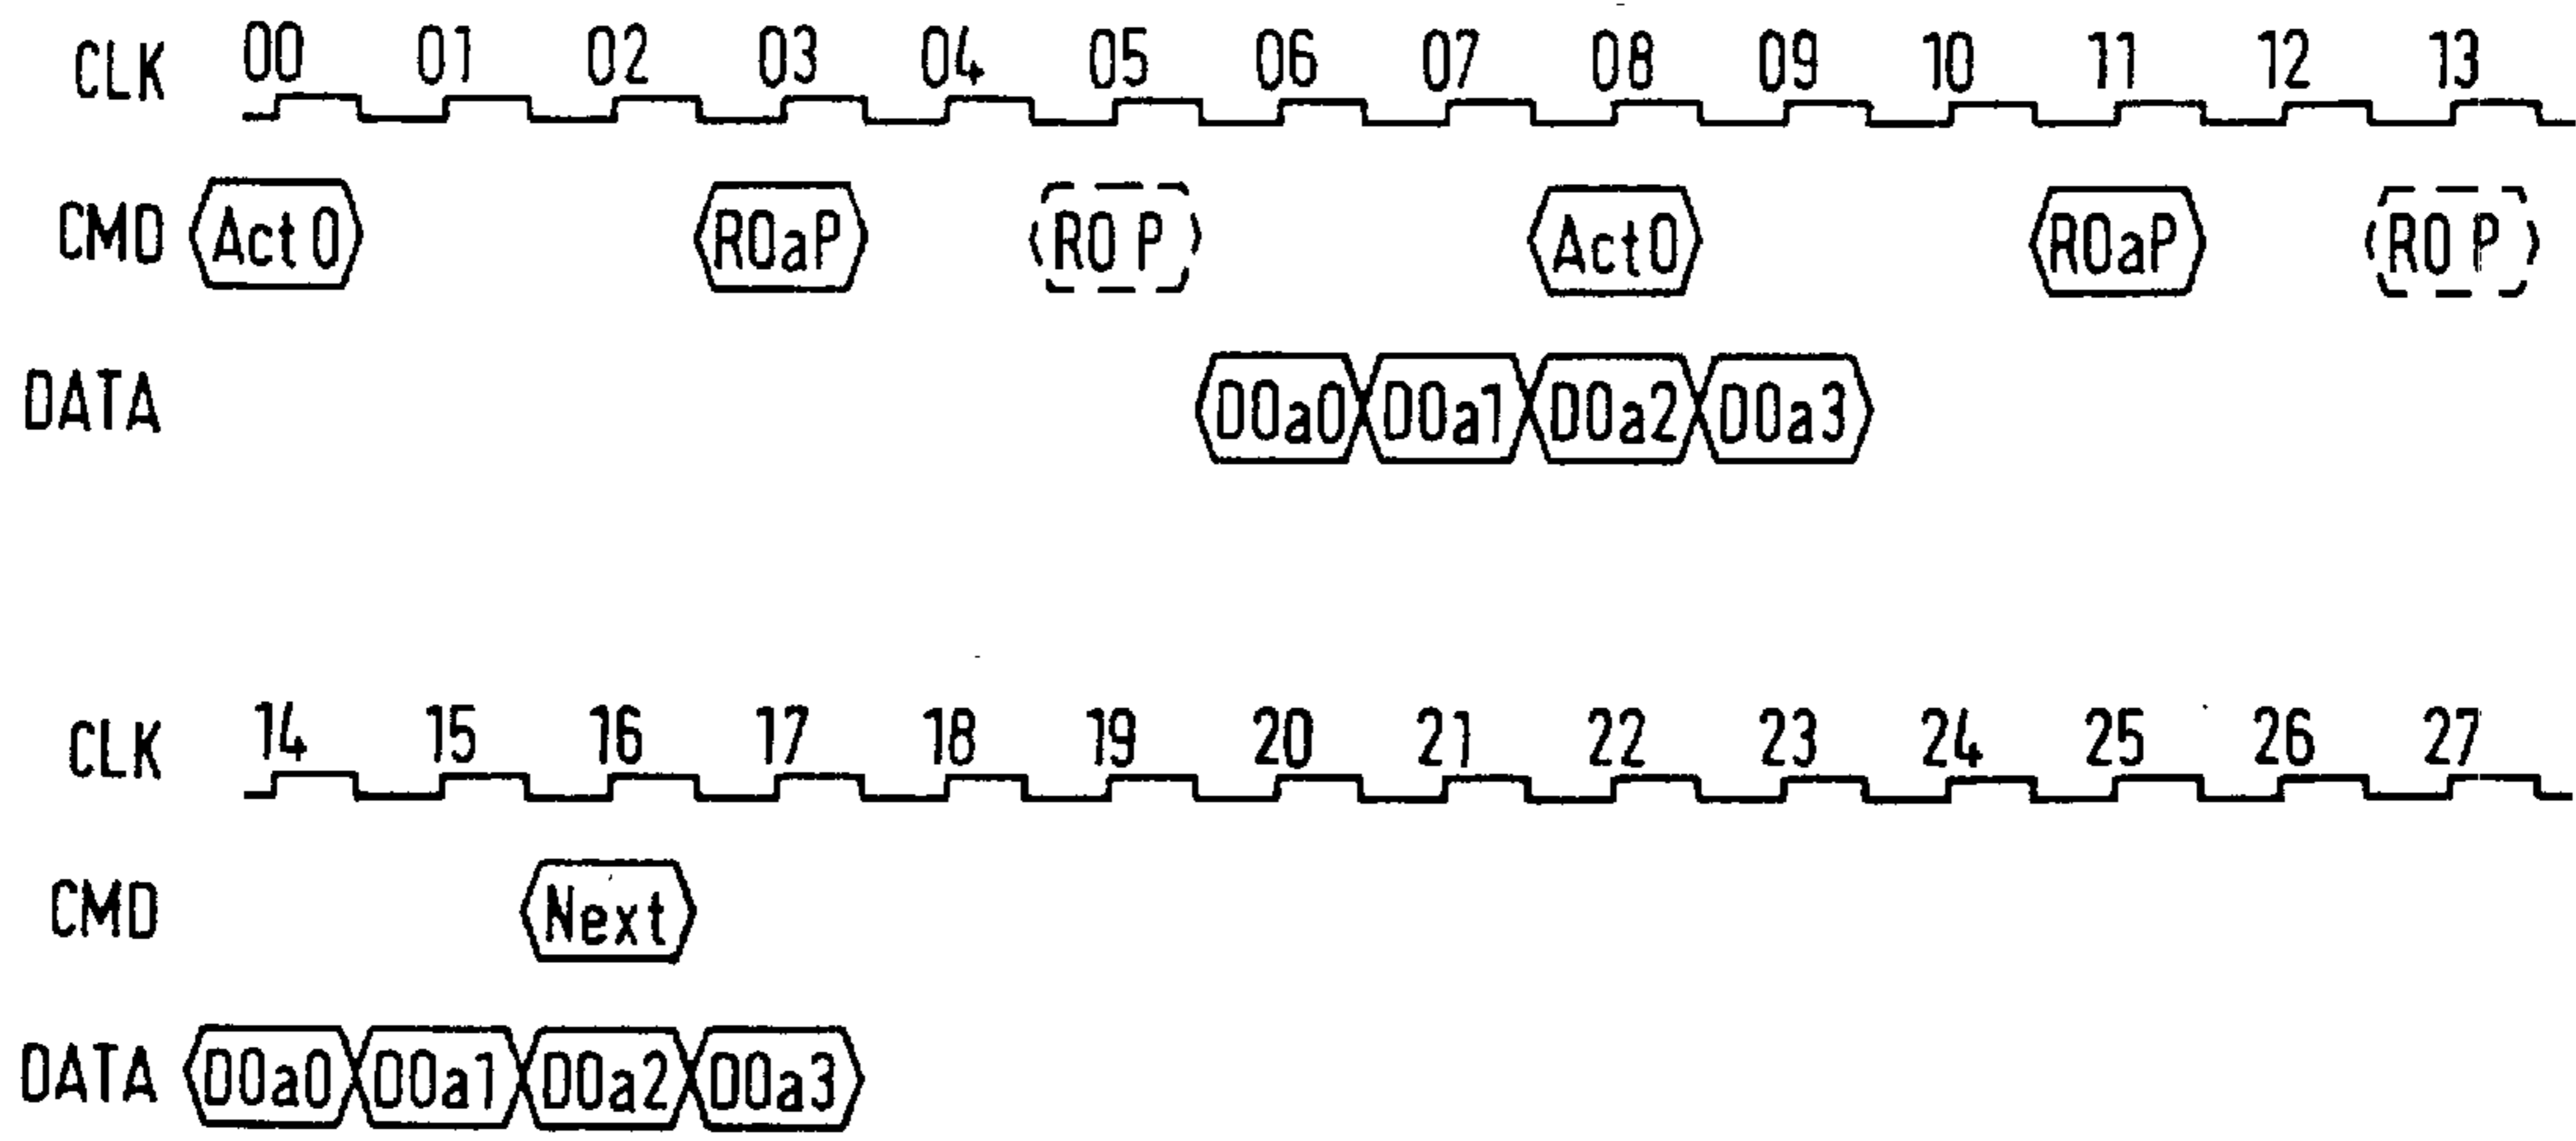 CLK 00 01 02 03 04 05 06 07 08 09 10 11 12 13
CMD Act0 R0aP R0 P Act0 R0aP R0 P
DATA D0a0 D0a1 D0a2 D0a3
CLK 14 15 16 17 18 19 20 21 22 23 24 25 26 27
CMD Next
DATA D0a0 D0a1 D0a2 D0a3